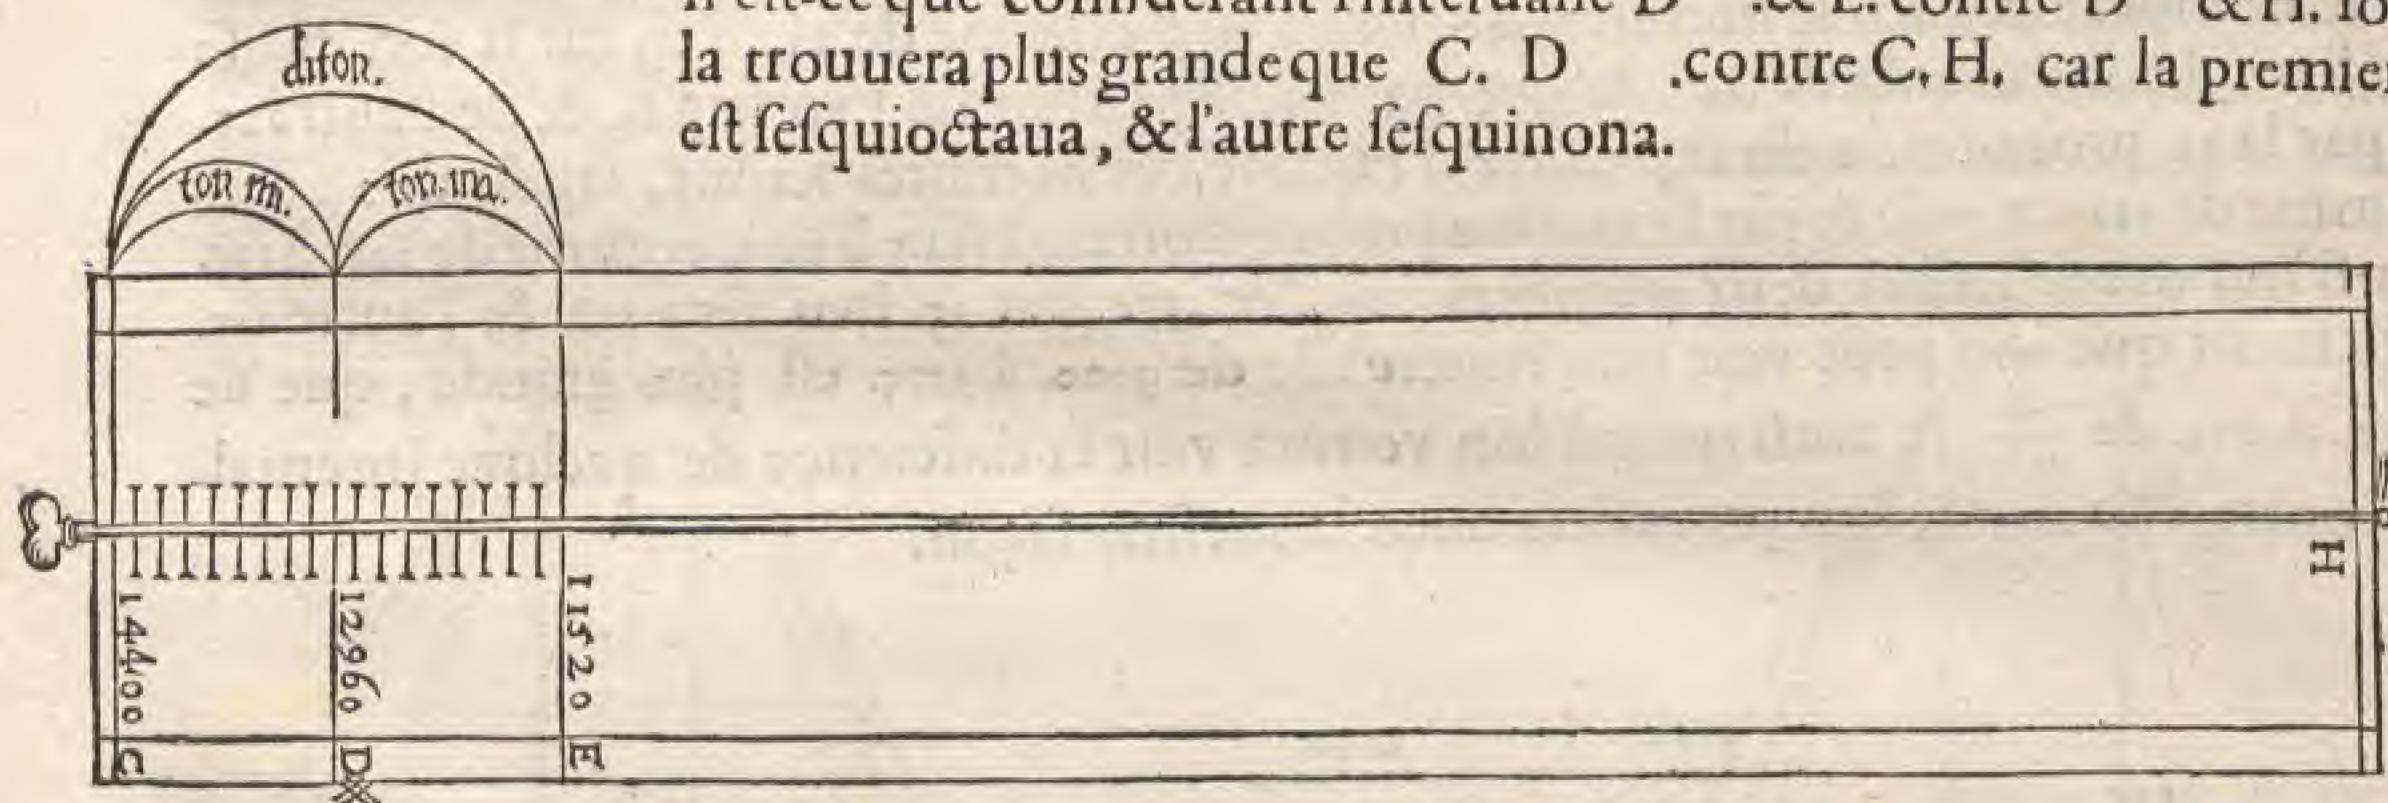 la trouuera plus grande que C. D .contre C, H, car la premier
est sesquioctaua, & l'autre sesquinona.
diton.
ton mi. ton. ma.
H
14400 12960 11520
C D E